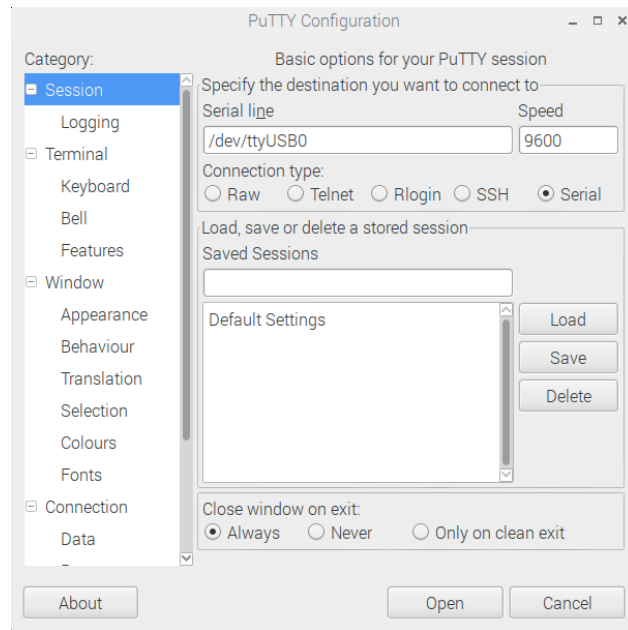 PuTTY Configuration
Category:
Session
Logging
Terminal
Keyboard
Bell
Features
Window
Appearance
Behaviour
Translation
Selection
Colours
Fonts
Connection
Data
Basic options for your PuTTY session
Specify the destination you want to connect to
Serial line Speed
/dev/ttyUSB0 9600
Connection type:
Raw Telnet Rlogin SSH Serial
Load, save or delete a stored session
Saved Sessions
Default Settings
Load
Save
Delete
Close window on exit:
Always Never Only on clean exit
About Open Cancel